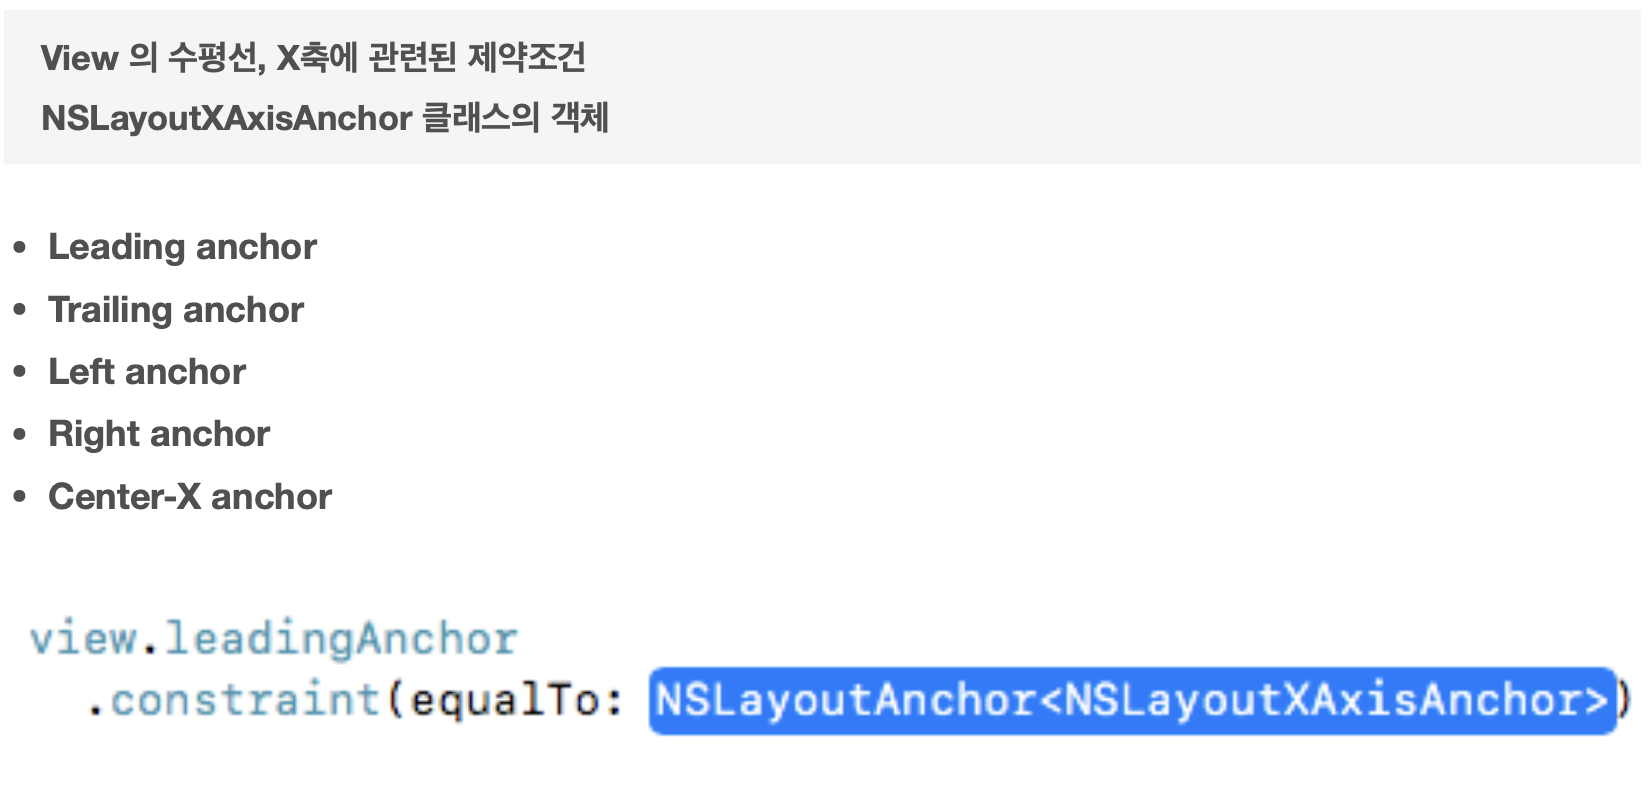 View 의 수평선, X축에 관련된 제약조건
NSLayoutXAxisAnchor 클래스의 객체
• Leading anchor
• Trailing anchor
• Left anchor
• Right anchor
• Center-X anchor
view.leadingAnchor
.constraint(equalTo: NSLayoutAnchor<NSLayoutXAxisAnchor>)